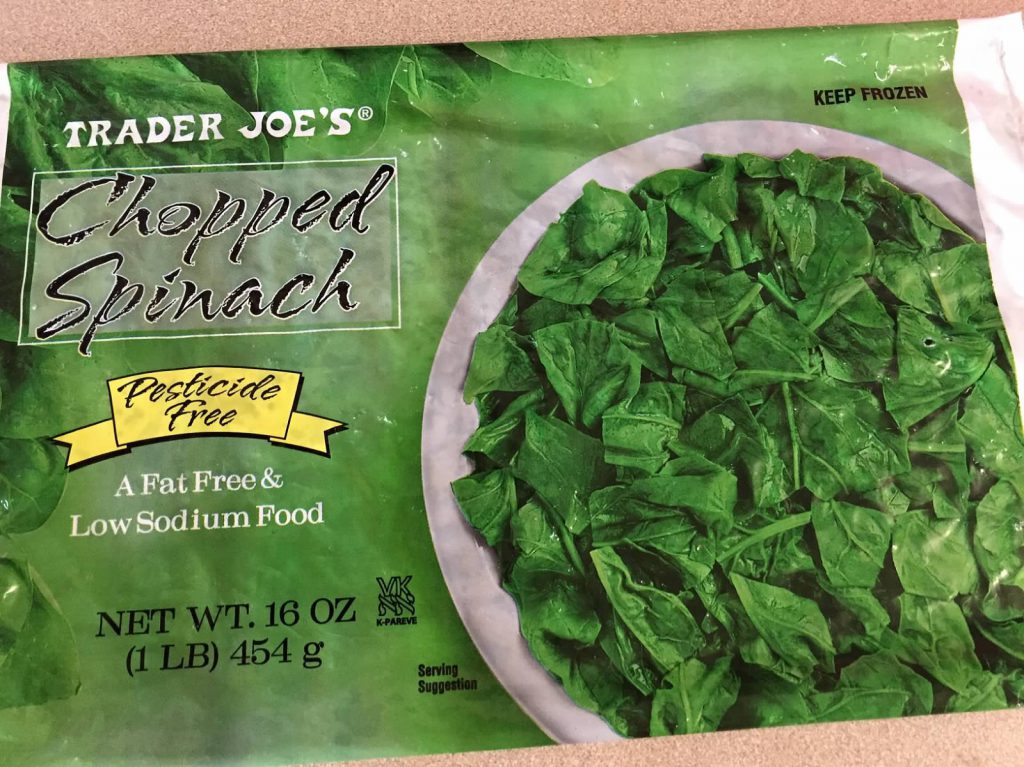 TRADER JOE'S®
Chopped
Spinach
Pesticide
Free
A Fat Free &
Low Sodium Food
NET WT. 16 OZ
(1 LB) 454 g
K-PAREVE
Serving
Suggestion
KEEP FROZEN